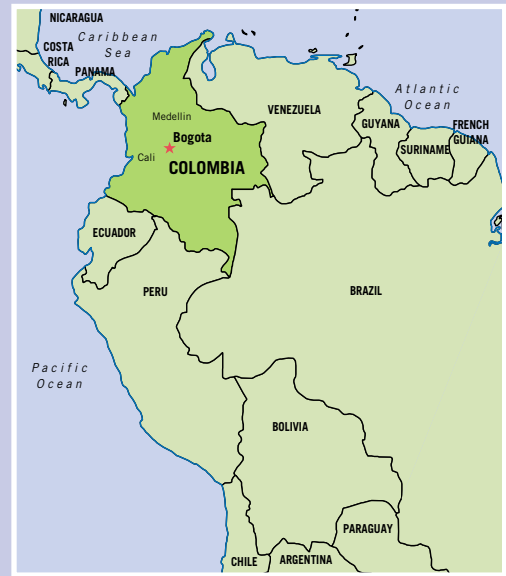 NICARAGUA
Caribbean
Sea
COSTA
RICA
PANAMA
Medellin
VENEZUELA
Atlantic
Ocean
GUYANA
FRENCH
GUIANA
SURINAME
Bogota
Cali
COLOMBIA
ECUADOR
PERU
BRAZIL
Pacific
Ocean
BOLIVIA
PARAGUAY
CHILE
ARGENTINA